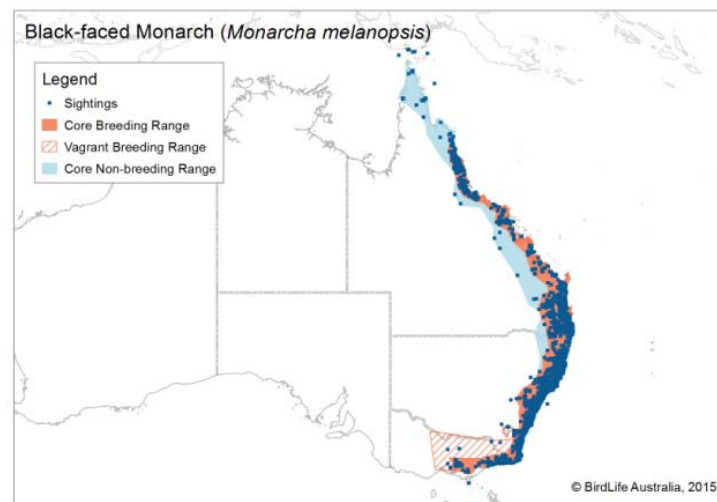 Black-faced Monarch (Monarcha melanopsis)
Legend
Sightings
Core Breeding Range
Vagrant Breeding Range
Core Non-breeding Range
© BirdLife Australia, 2015